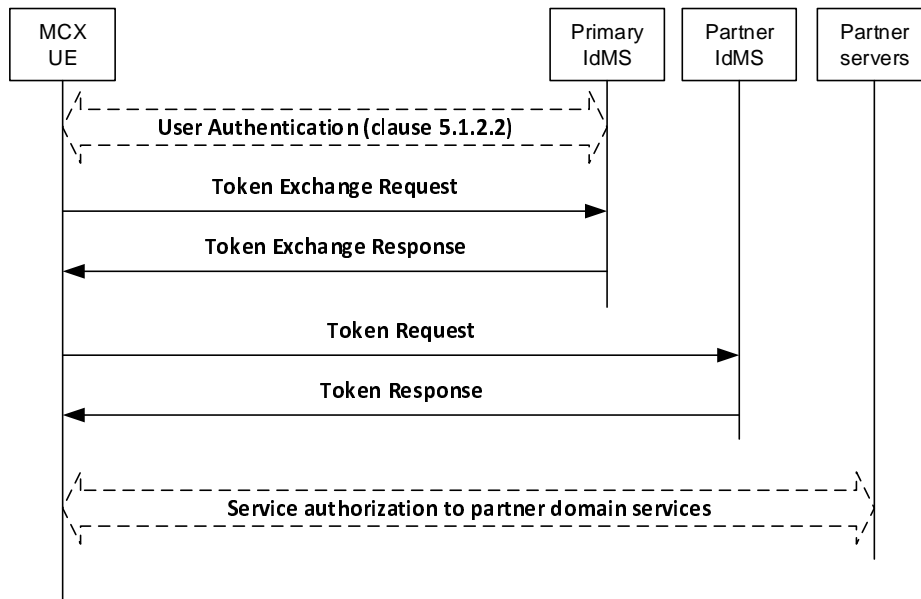 MCX
UE
Primary
IdMS
Partner
IdMS
Partner
servers
User Authentication (clause 5.1.2.2)
Token Exchange Request
Token Exchange Response
Token Request
Token Response
Service authorization to partner domain services